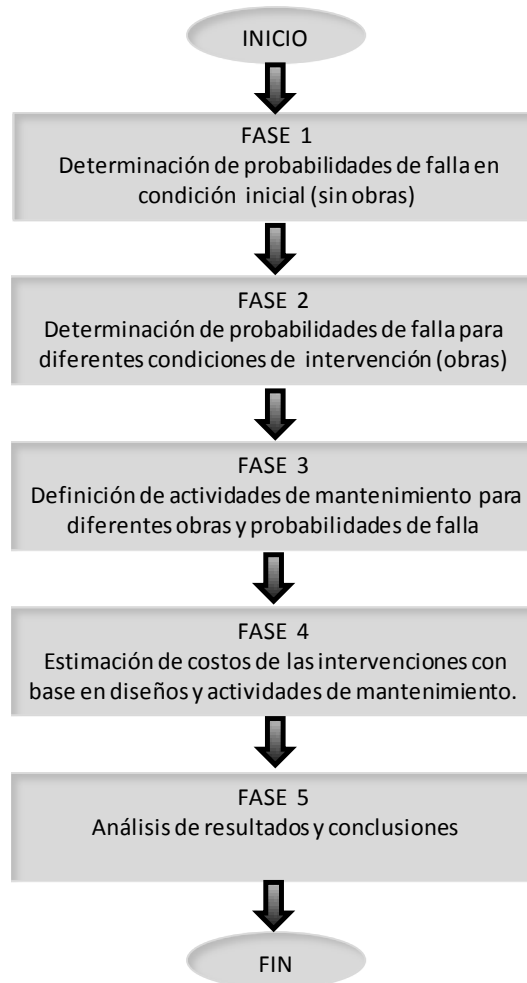 INICIO
FASE 1
Determinación de probabilidades de falla en
condición inicial (sin obras)
FASE 2
Determinación de probabilidades de falla para
diferentes condiciones de intervención (obras)
FASE 3
Definición de actividades de mantenimiento para
diferentes obras y probabilidades de falla
FASE 4
Estimación de costos de las intervenciones con
base en diseños y actividades de mantenimiento.
FASE 5
Análisis de resultados y conclusiones
FIN